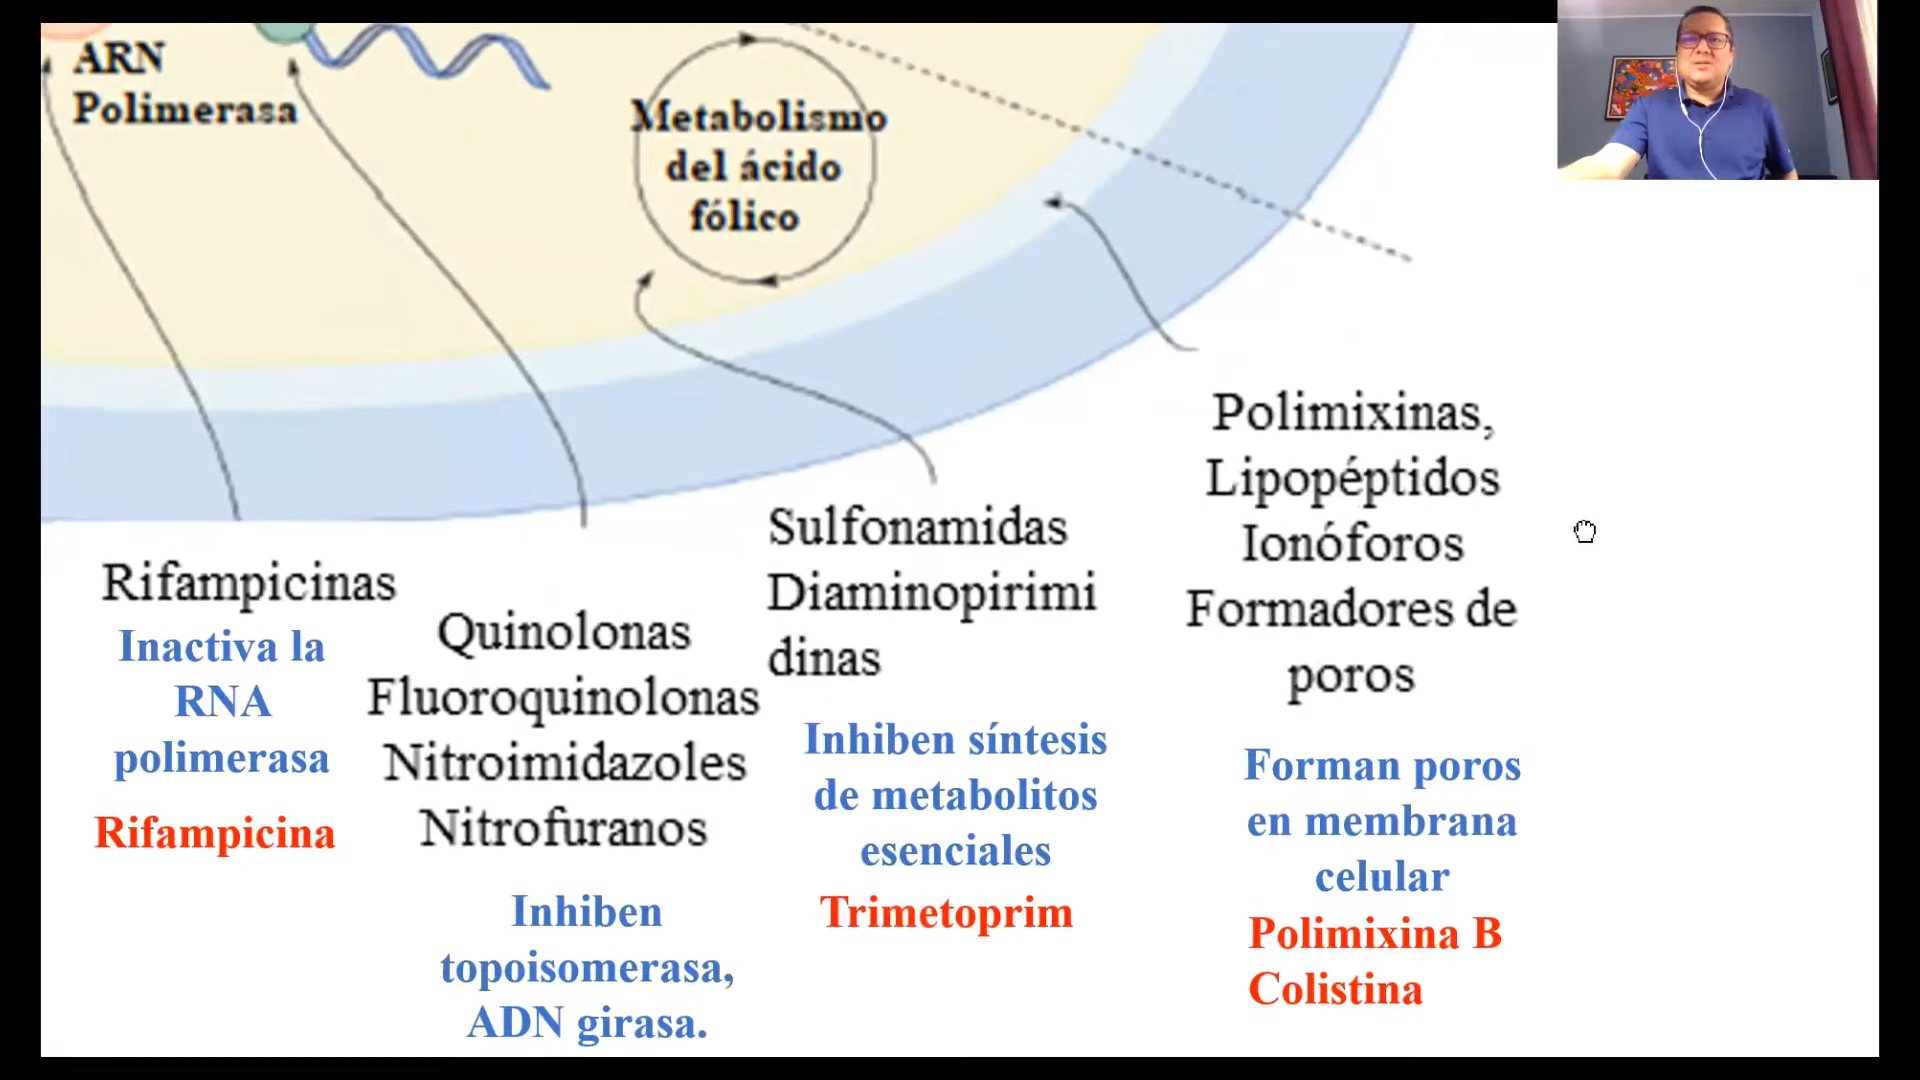 ARN
Polimerasa
Metabolismo
del ácido
fólico
Rifampicinas
Inactiva la
RNA
polimerasa
Rifampicina
Quinolonas
Fluoroquinolonas
Nitroimidazoles
Nitrofuranos
Inhiben
topoisomerasa,
ADN girasa.
Sulfonamidas
Diaminopirimi
dinas
Inhiben síntesis
de metabolitos
esenciales
Trimetoprim
Polimixinas,
Lipopéptidos
Ionóforos
Formadores de
poros
Forman poros
en membrana
celular
Polimixina B
Colistina